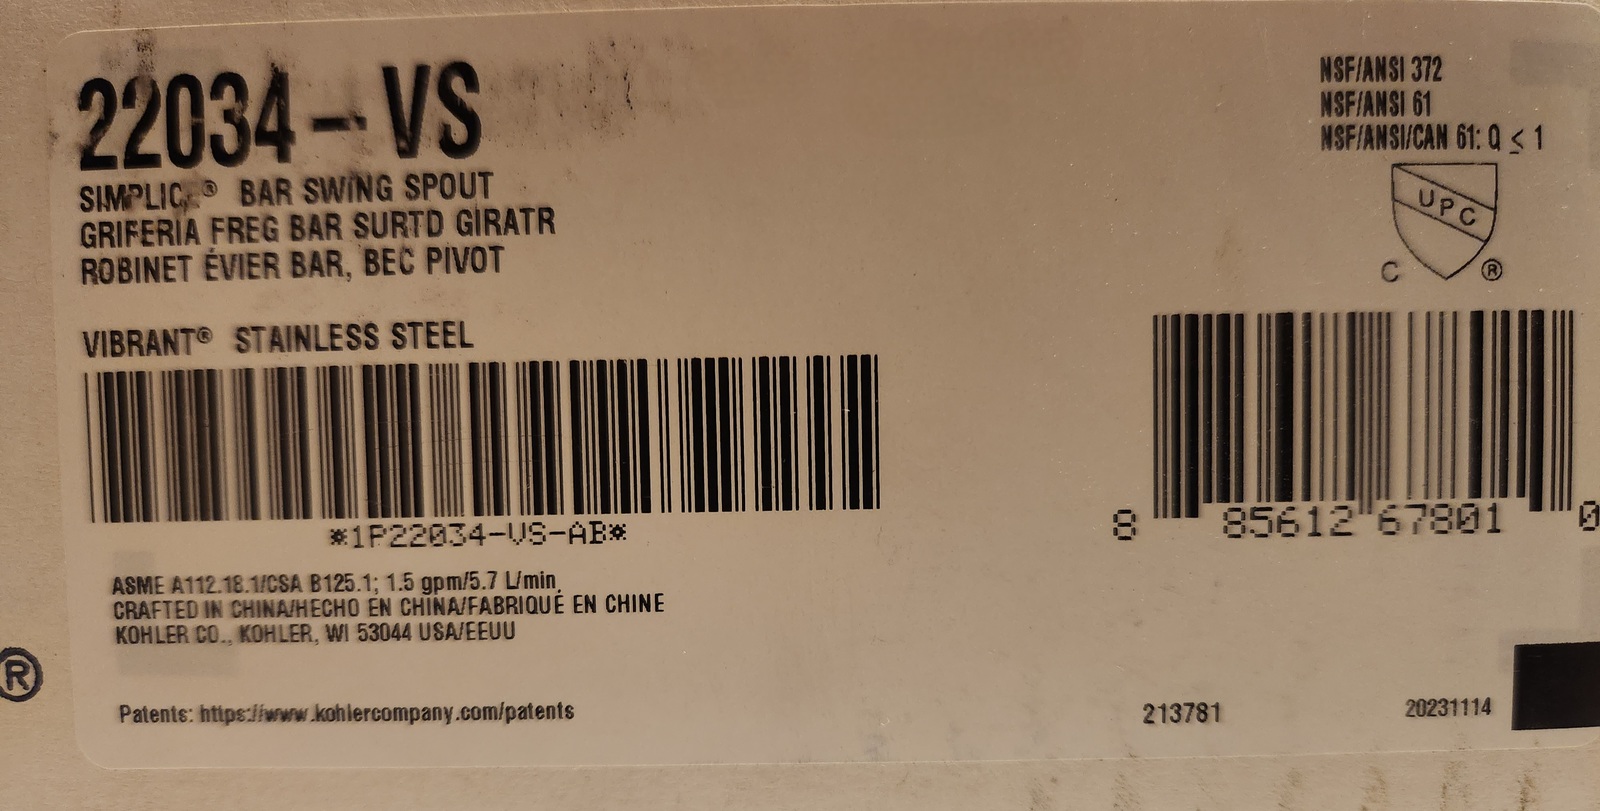 22034-VS
SIMPLICE® BAR SWING SPOUT
GRIFERIA FREG BAR SURTD GIRATR
ROBINET ÉVIER BAR, BEC PIVOT
VIBRANT® STAINLESS STEEL
*1P22034-VS-AB*
ASME A112.18.1/CSA B125.1; 1.5 gpm/5.7 L/min,
CRAFTED IN CHINA/HECHO EN CHINA/FABRIQUÉ EN CHINE
KOHLER CO., KOHLER, WI 53044 USA/EEUU
®
Patents: https://www.kohlercompany.com/patents
NSF/ANSI 372
NSF/ANSI 61
NSF/ANSI/CAN 61: Q ≤ 1
UPC
C ®
8 85612 67801 0
213781 20231114